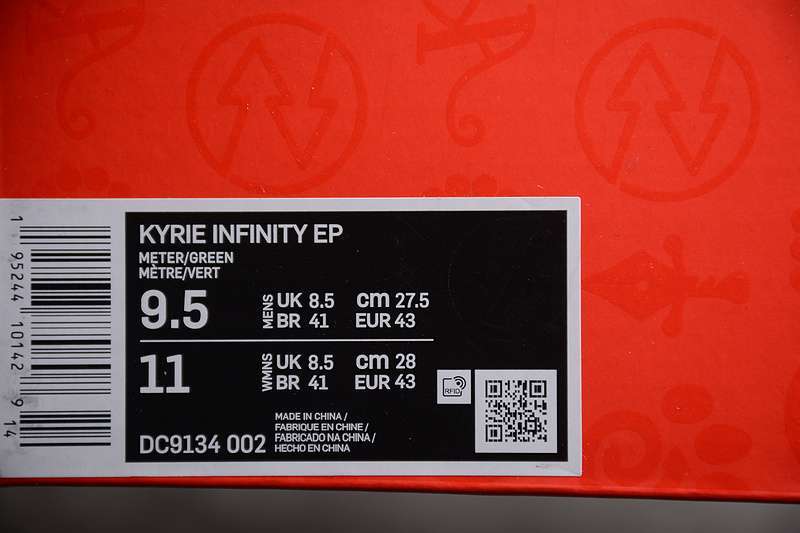 KYRIE INFINITY EP
METER/GREEN
MÈTRE/VERT
9.5 MENS UK 8.5 cm 27.5
BR 41 EUR 43
11 WMNS UK 8.5 cm 28
BR 41 EUR 43
RFID
DC9134 002
MADE IN CHINA /
FABRIQUE EN CHINE /
FABRICADO NA CHINA /
HECHO EN CHINA
1 95244 10142 9
14